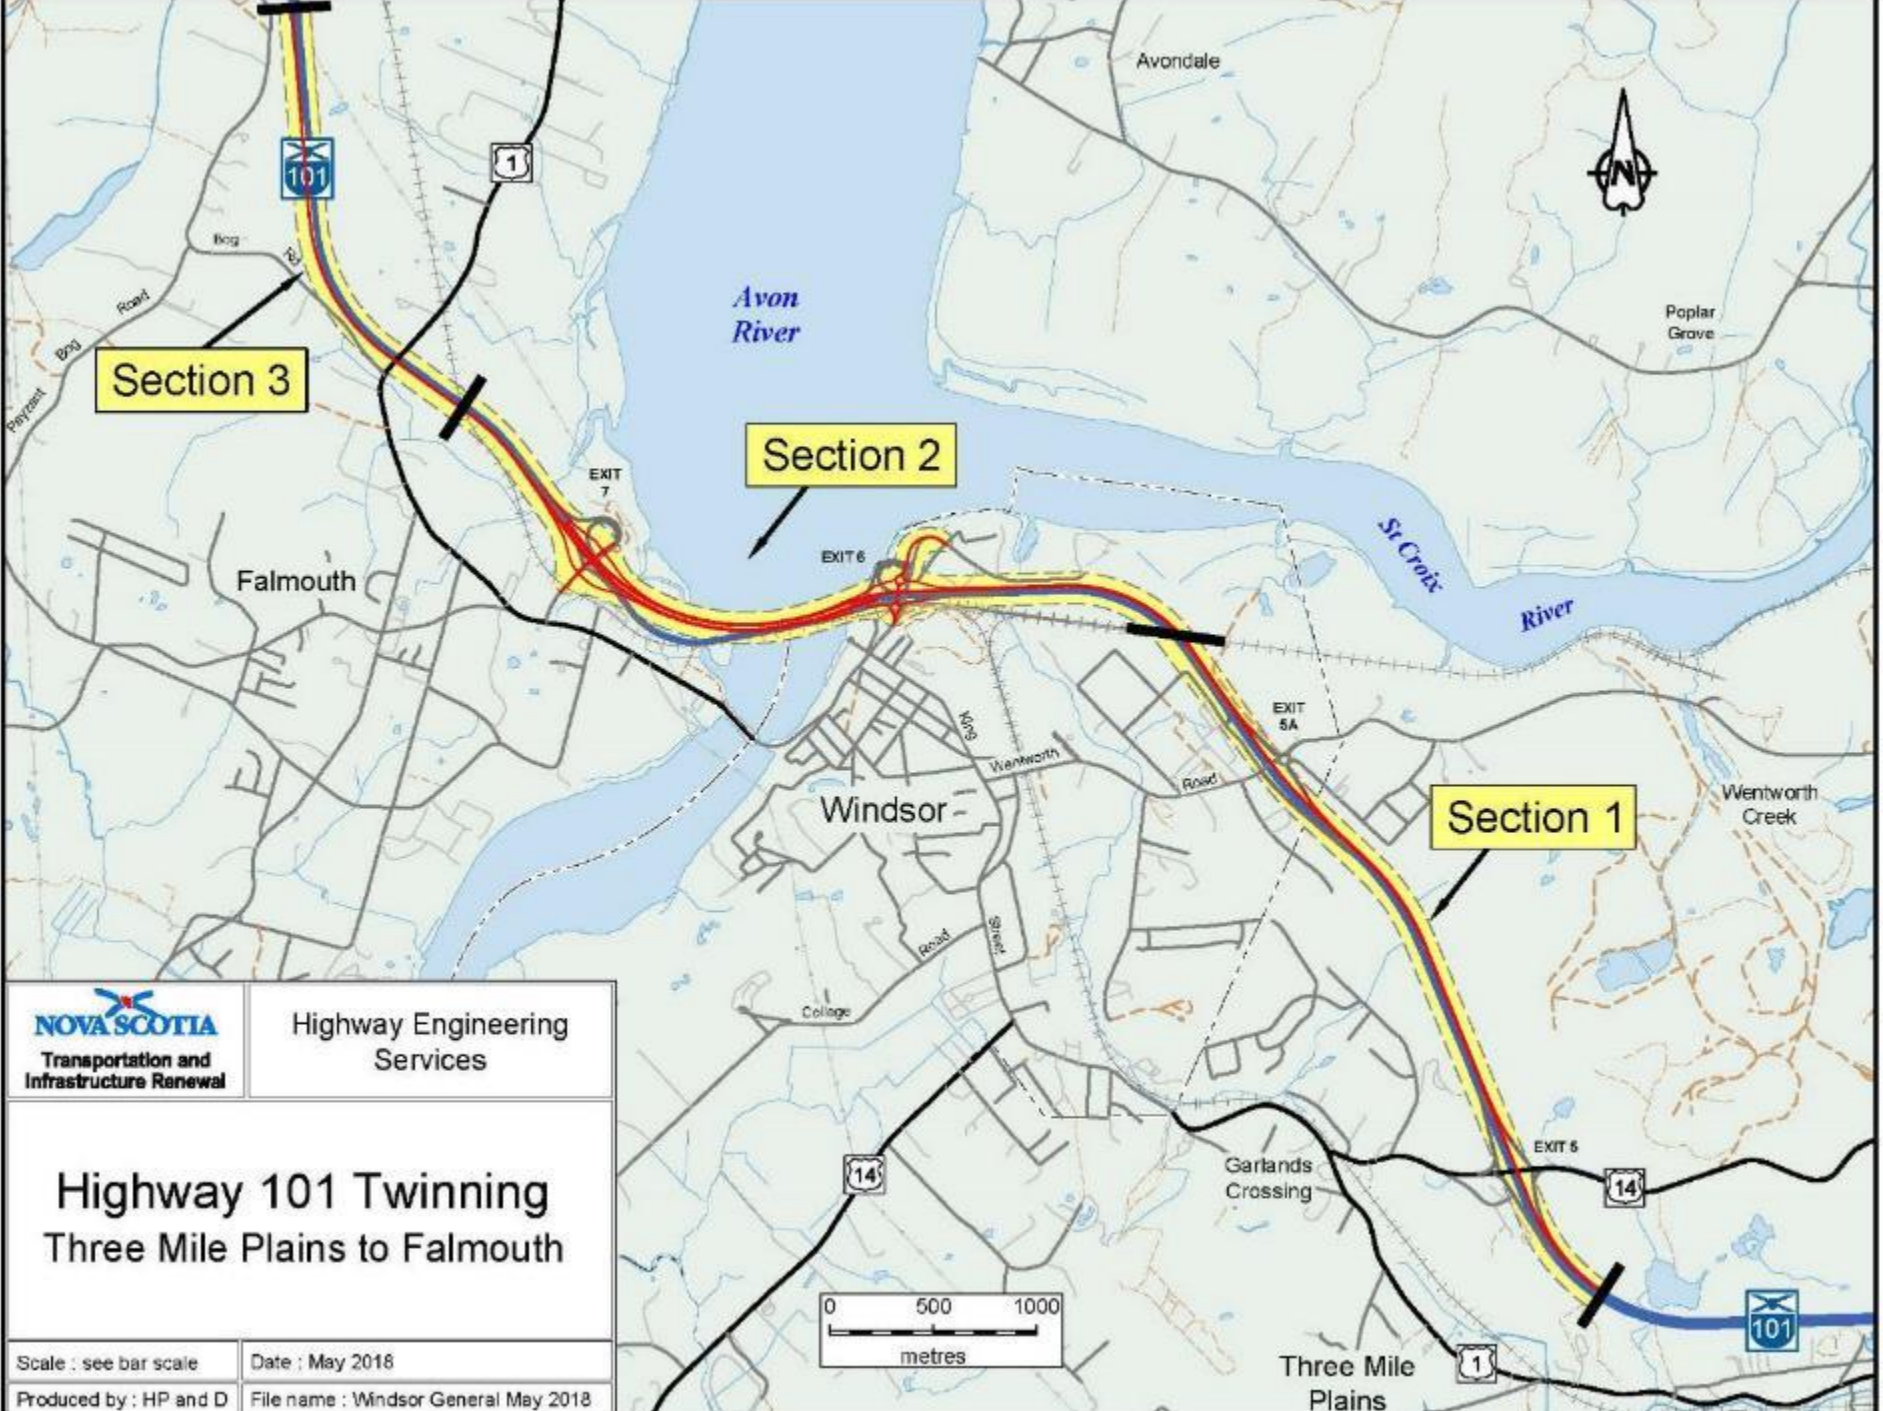 Avondale
N
1
101
Bog
Rd
Avon
River
Road
Poplar
Grove
Bog
Section 3
Payzant
Section 2
EXIT
7
St Croix
EXIT 6
Falmouth
River
EXIT
5A
King
Wentworth
Road
Windsor
Section 1
Wentworth
Creek
Street
Road
College
NOVA SCOTIA
Transportation and
Infrastructure Renewal
Highway Engineering
Services
EXIT 5
14
Garlands
Crossing
14
Highway 101 Twinning
Three Mile Plains to Falmouth
0 500 1000
metres
101
Scale : see bar scale
Date : May 2018
Three Mile
Plains
1
Produced by : HP and D
File name : Windsor General May 2018